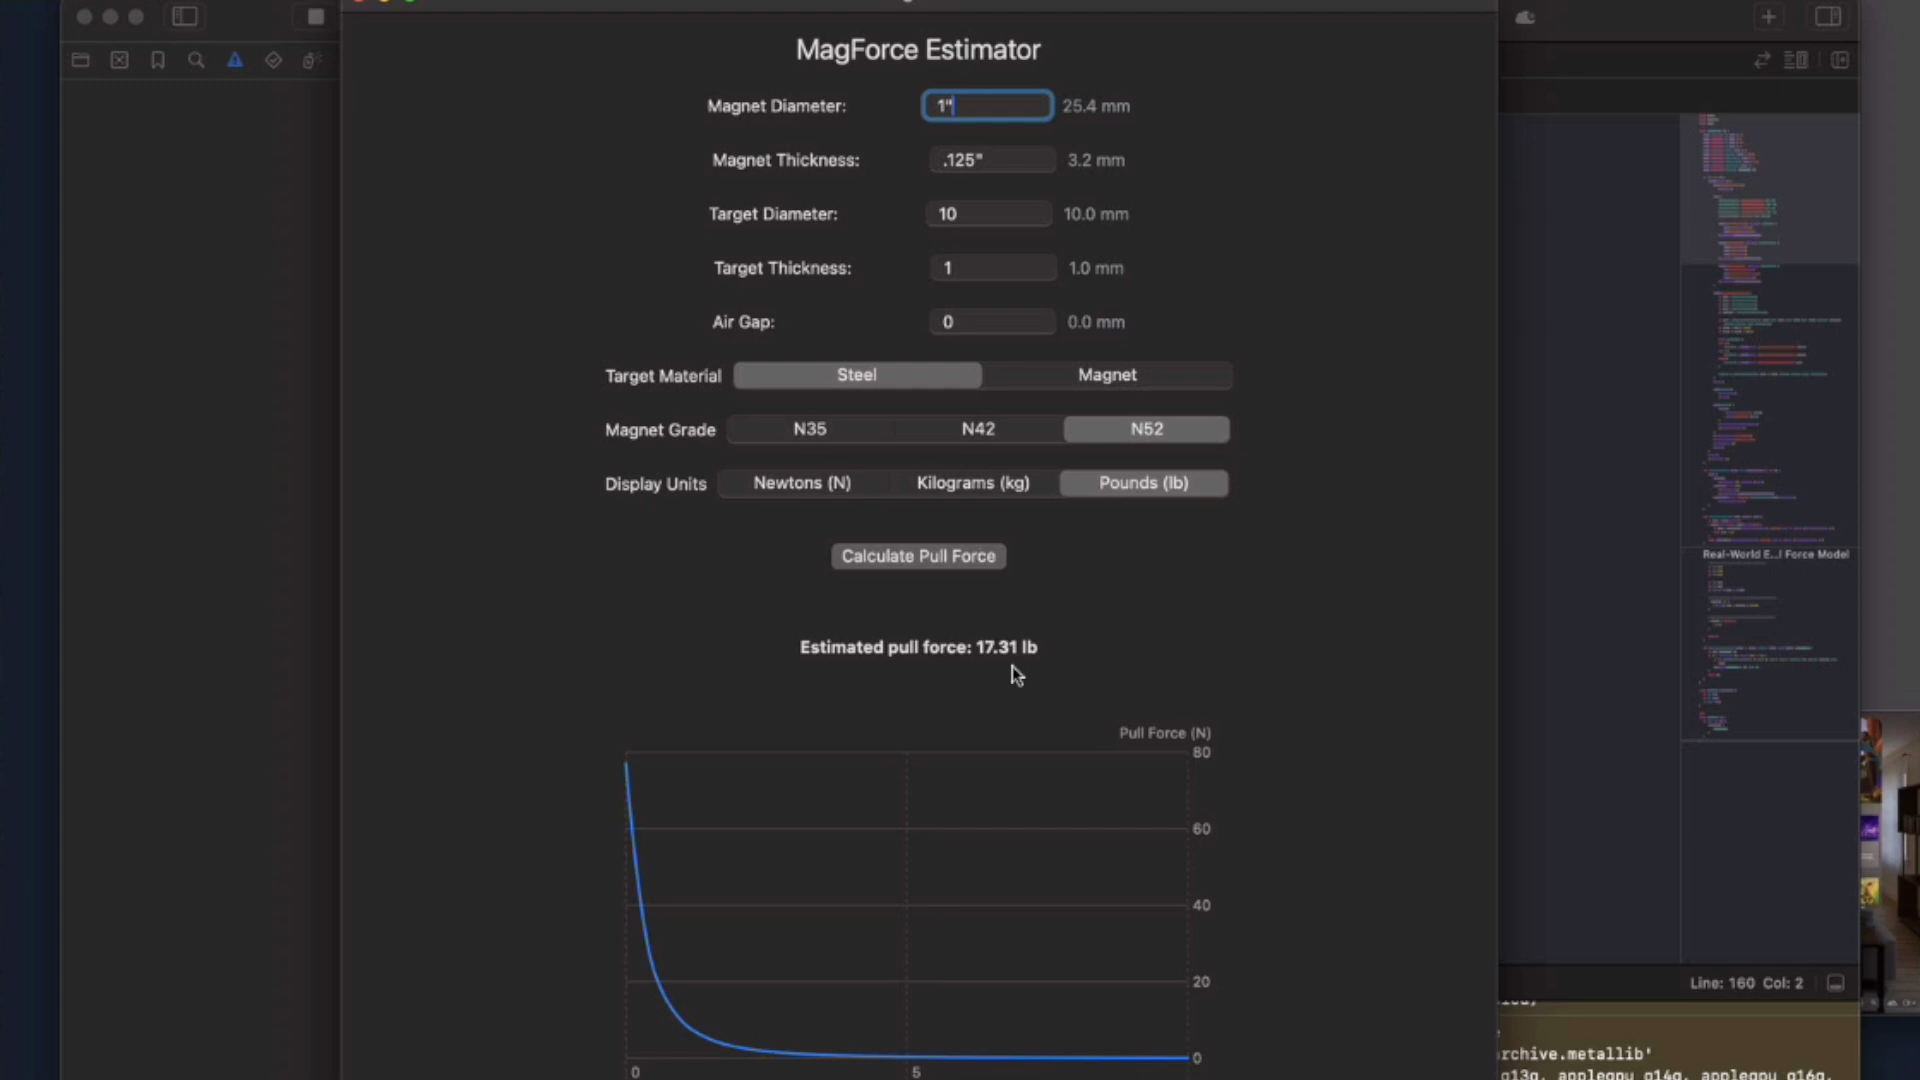 MagForce Estimator
Magnet Diameter: 1" 25.4 mm
Magnet Thickness: .125" 3.2 mm
Target Diameter: 10 10.0 mm
Target Thickness: 1 1.0 mm
Air Gap: 0 0.0 mm
Target Material Steel Magnet
Magnet Grade N35 N42 N52
Display Units Newtons (N) Kilograms (kg) Pounds (lb)
Calculate Pull Force
Estimated pull force: 17.31 lb
Pull Force (N)
80
60
40
20
0
0 5
Real-World E...l Force Model
Line: 160 Col: 2
rchive.metallib'
g13g, applegpu_g14g, applegpu_g16g,